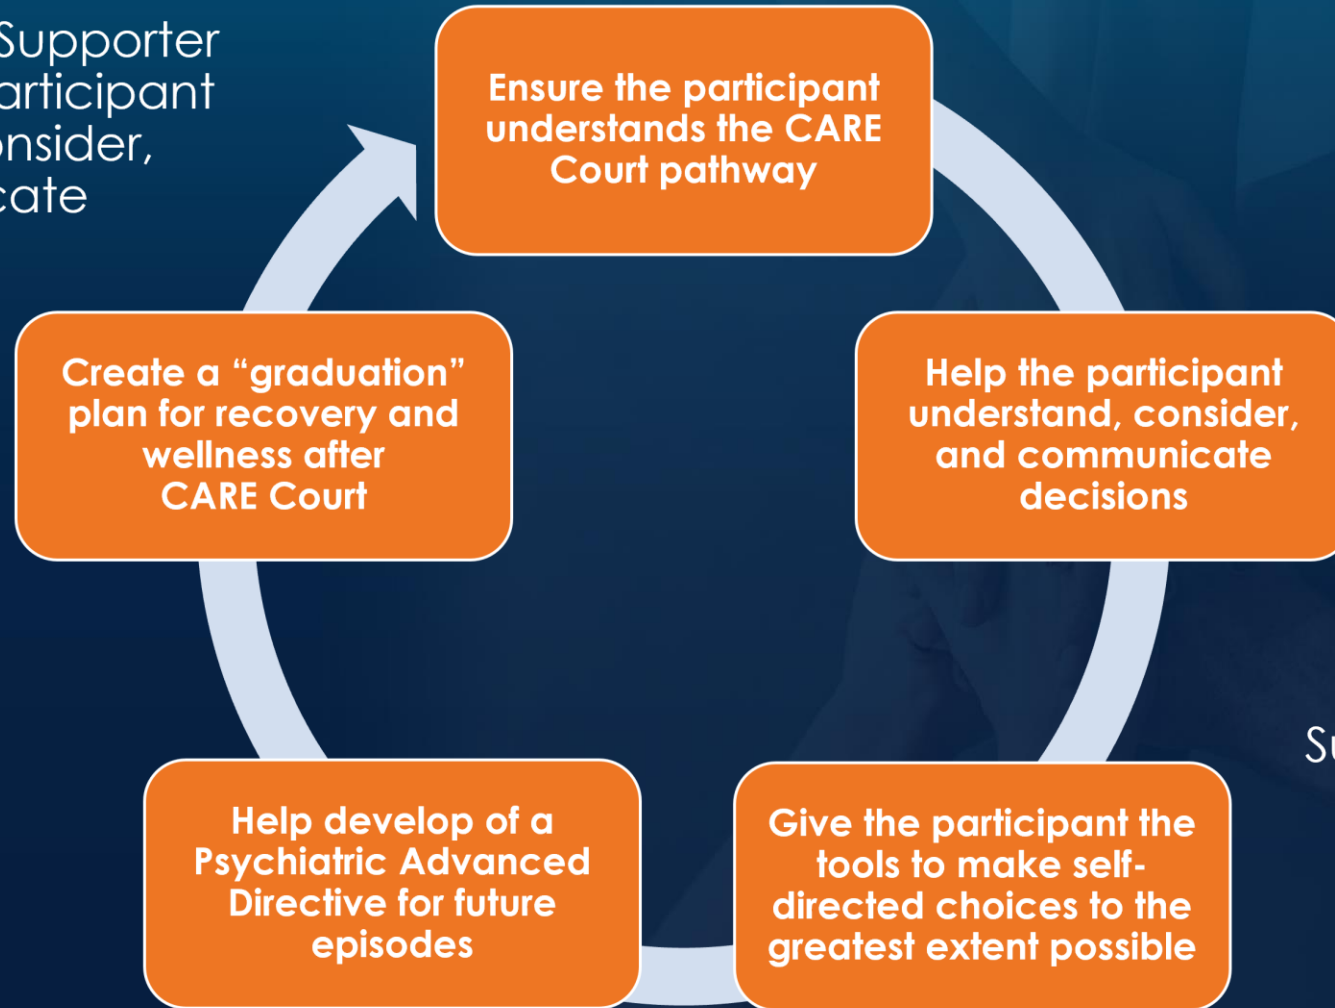 Supporter
articipant
onsider,
cate
Ensure the participant
understands the CARE
Court pathway
Help the participant
understand, consider,
and communicate
decisions
Give the participant the
tools to make self-
directed choices to the
greatest extent possible
Help develop of a
Psychiatric Advanced
Directive for future
episodes
Create a “graduation”
plan for recovery and
wellness after
CARE Court
Su